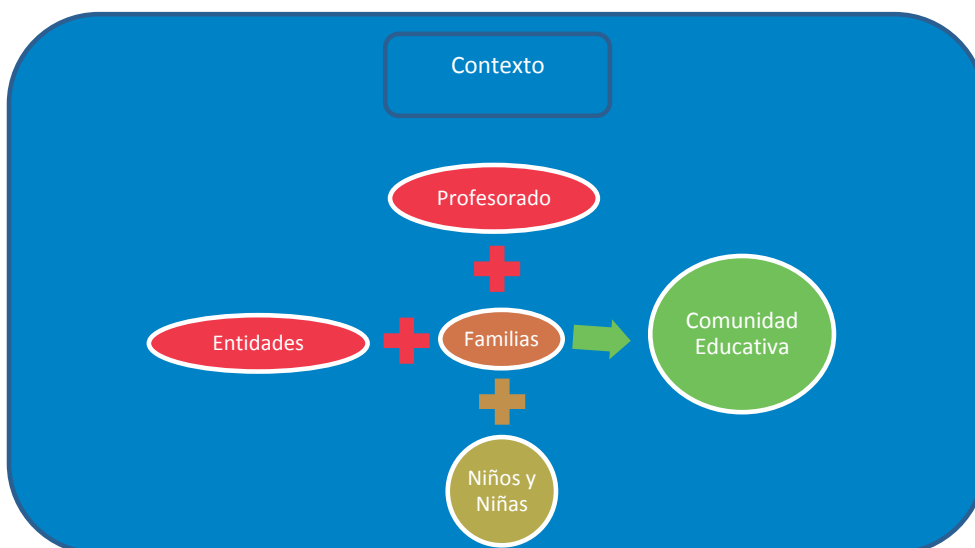 Contexto
Profesorado
Entidades
Familias
Comunidad
Educativa
Niños y
Niñas